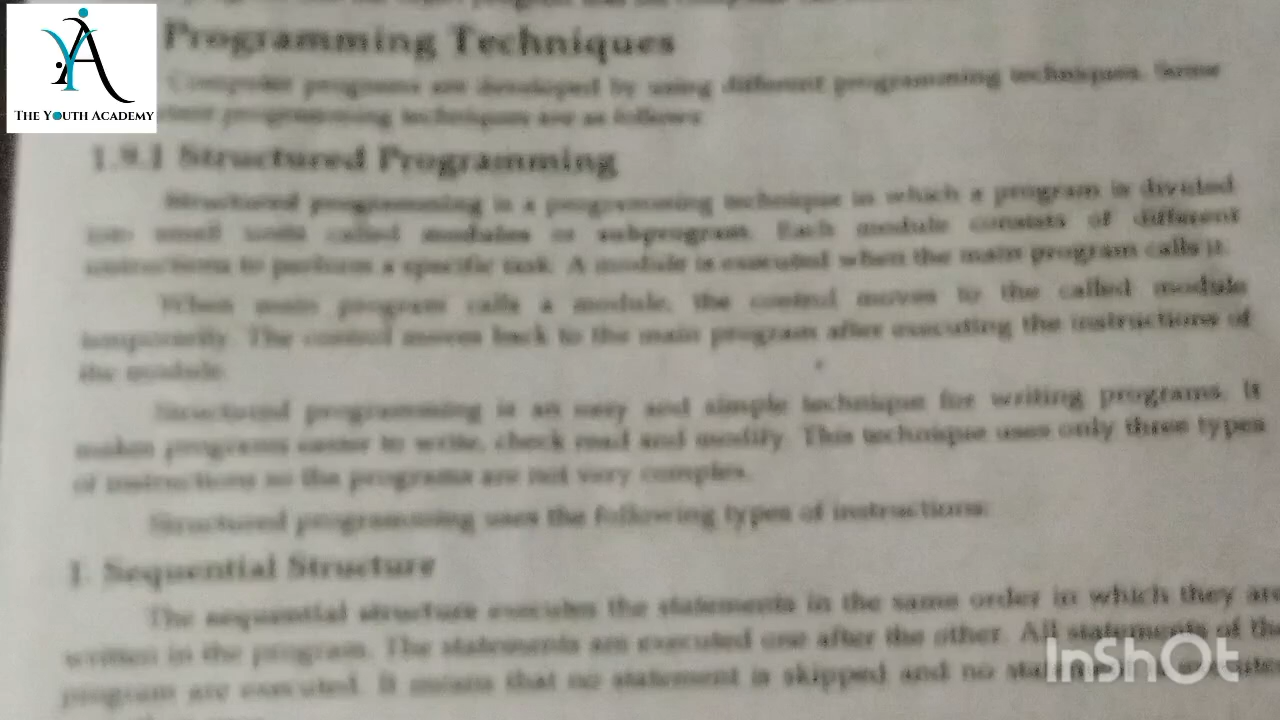 THE YOUTH ACADEMY
Programming Techniques
Computer programs are developed by using different programming techniques. Some
programming techniques are as follows:
1.9.1 Structured Programming
Structured programming is a programming technique in which a program is divided
into small units called modules or subprogram. Each module consists of different
instructions to perform a specific task. A module is executed when the main program calls it.
When main program calls a module, the control moves to the called module
temporarily. The control moves back to the main program after executing the instructions of
the module.
Structured programming is an easy and simple technique for writing programs. It
makes programs easier to write, check read and modify. This technique uses only three types
of instructions so the programs are not very complex.
Structured programming uses the following types of instructions:
1. Sequential Structure
The sequential structure executes the statements in the same order in which they are
written in the program. The statements are executed one after the other. All statements of the
program are executed. It means that no statement is skipped and no
InShOt